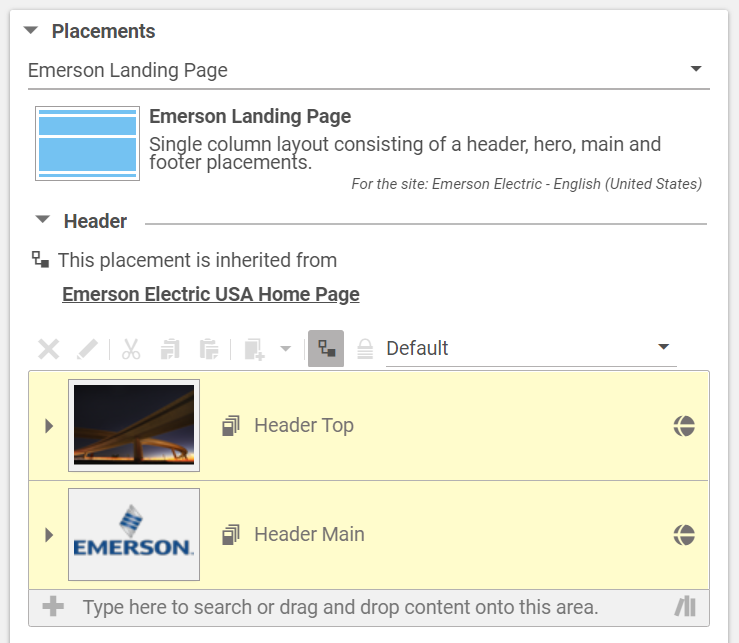 Placements
Emerson Landing Page
Emerson Landing Page
Single column layout consisting of a header, hero, main and
footer placements.
For the site: Emerson Electric - English (United States)
Header
This placement is inherited from
Emerson Electric USA Home Page
Default
Header Top
EMERSON.
Header Main
Type here to search or drag and drop content onto this area.